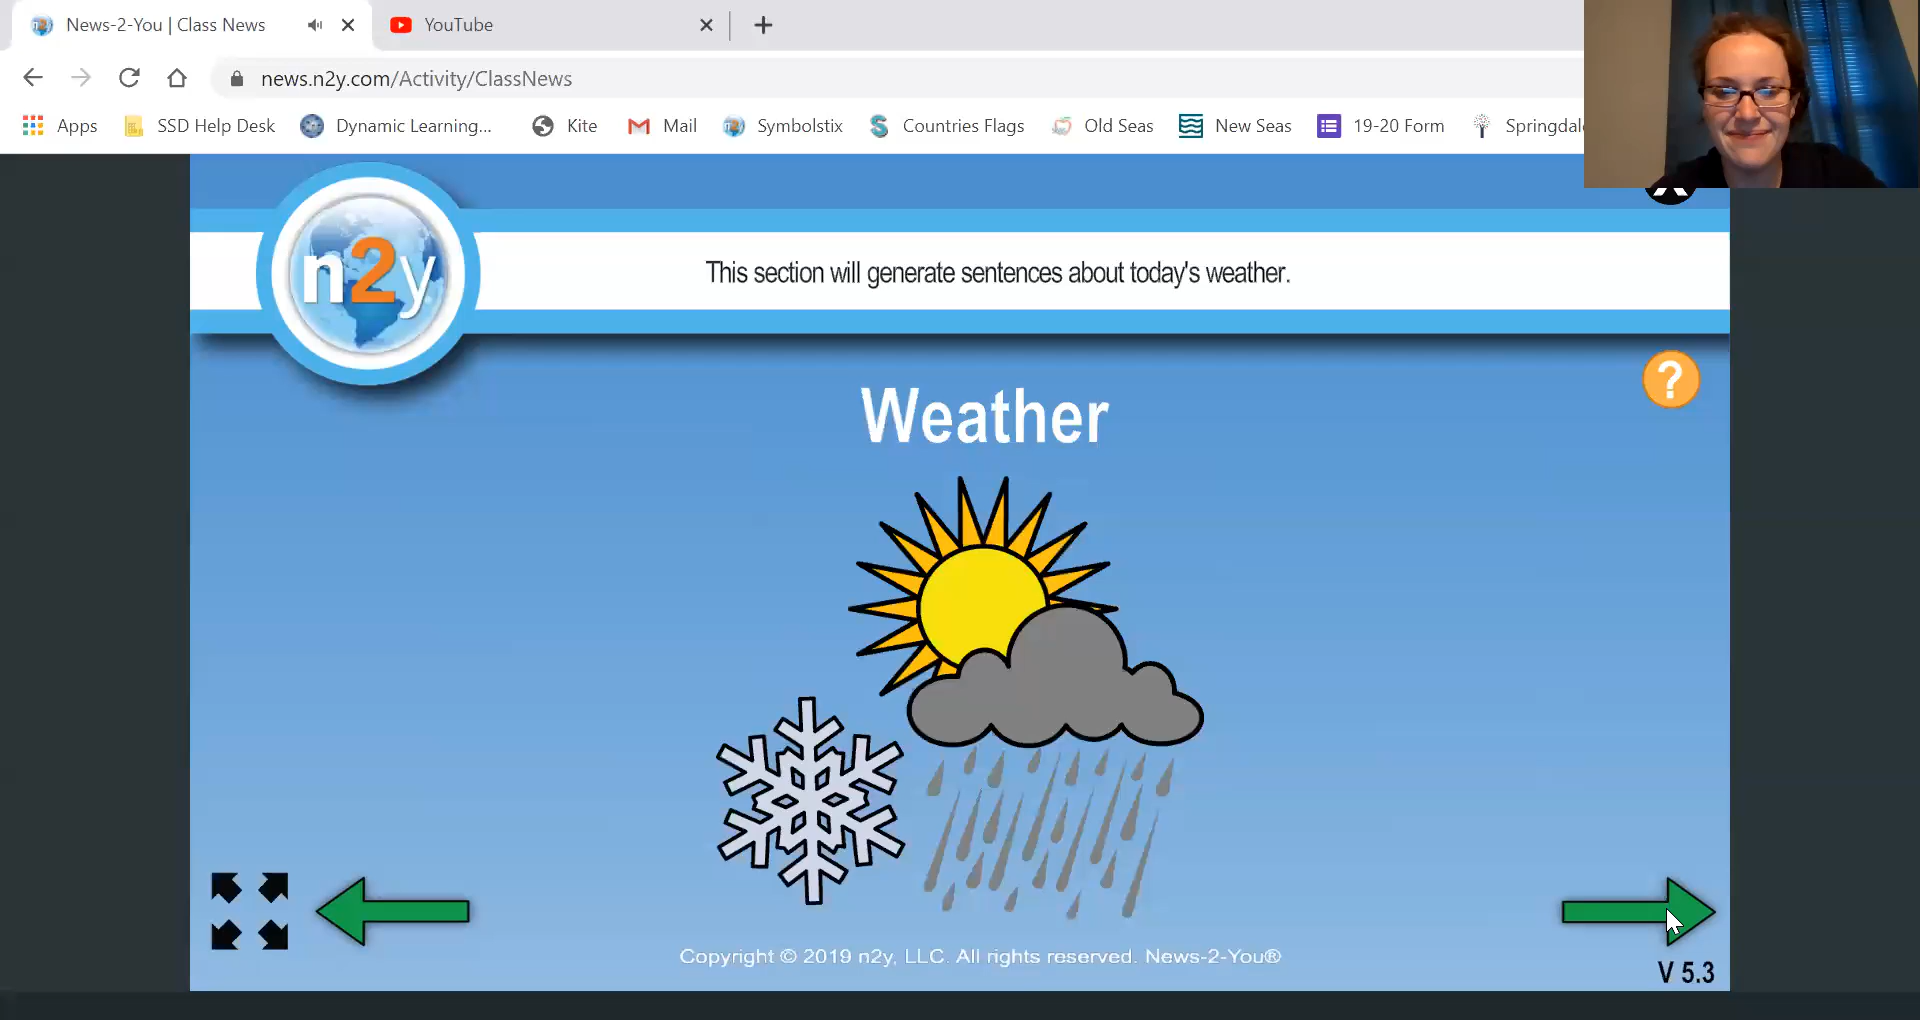 News-2-You | Class News
YouTube
news.n2y.com/Activity/ClassNews
Apps
SSD Help Desk
Dynamic Learning...
Kite
Mail
Symbolstix
Countries Flags
Old Seas
New Seas
19-20 Form
n2y
This section will generate sentences about today's weather.
?
Weather
Copyright © 2019 n2y, LLC. All rights reserved. News-2-You®
V 5.3